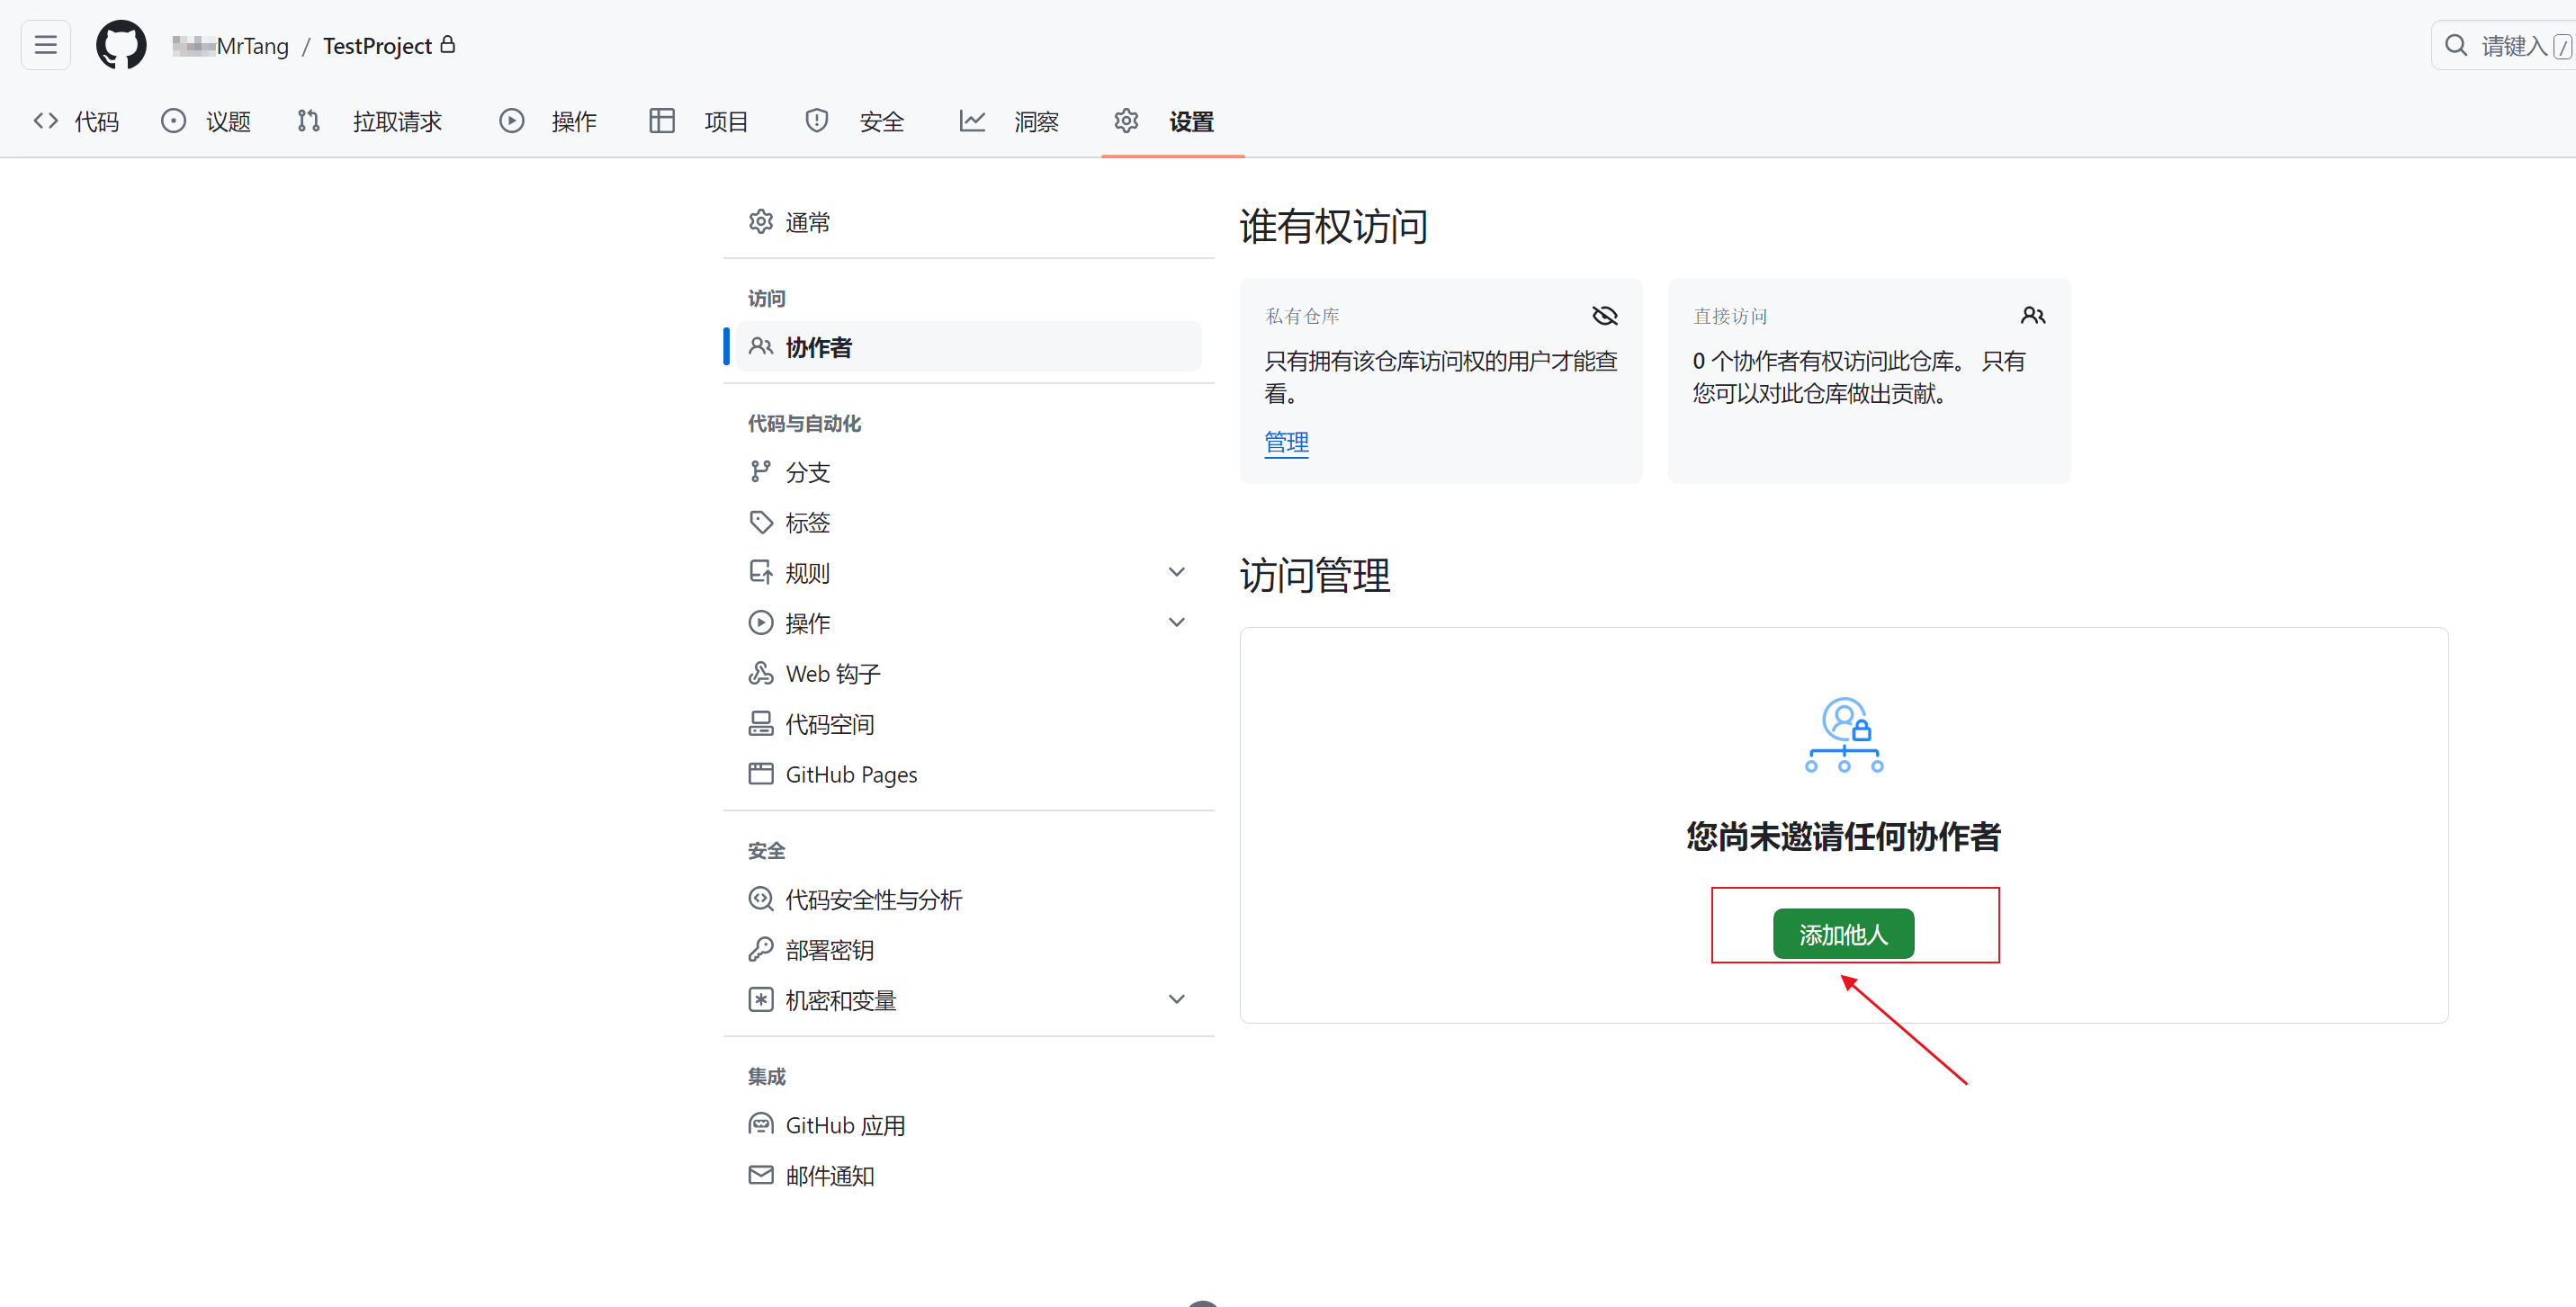 MrTang / TestProject
请键入 /
代码
议题
拉取请求
操作
项目
安全
洞察
设置
通常
访问
协作者
代码与自动化
分支
标签
规则
操作
Web 钩子
代码空间
GitHub Pages
安全
代码安全性与分析
部署密钥
机密和变量
集成
GitHub 应用
邮件通知
谁有权访问
私有仓库
只有拥有该仓库访问权的用户才能查
看。
管理
直接访问
0 个协作者有权访问此仓库。 只有
您可以对此仓库做出贡献。
访问管理
您尚未邀请任何协作者
添加他人